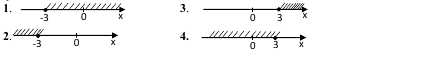 1. -3 0 x
3. 0 3 x
2. -3 0 x
4. 0 3 x